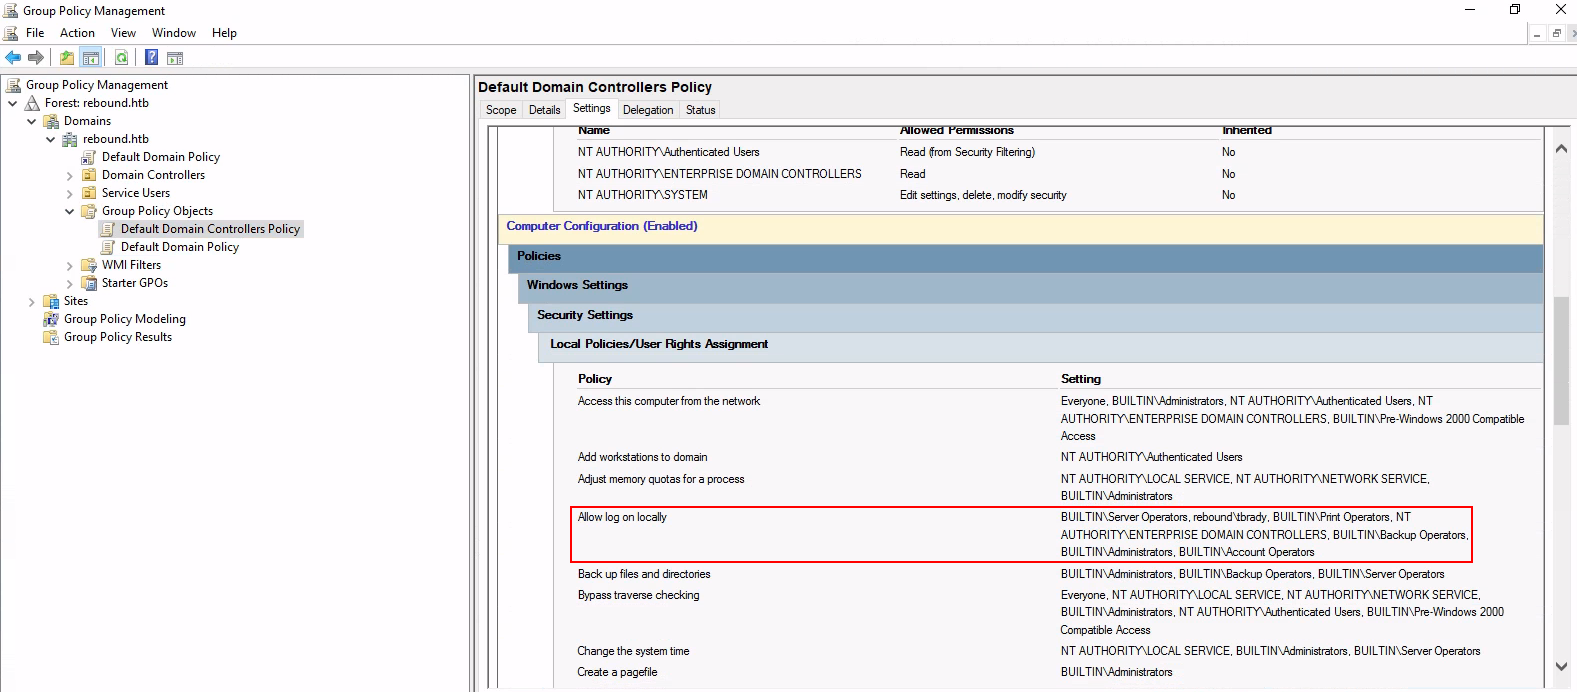 Group Policy Management
File Action View Window Help
Group Policy Management
Forest: rebound.htb
Domains
rebound.htb
Default Domain Policy
Domain Controllers
Service Users
Group Policy Objects
Default Domain Controllers Policy
Default Domain Policy
WMI Filters
Starter GPOs
Sites
Group Policy Modeling
Group Policy Results
Default Domain Controllers Policy
Scope Details Settings Delegation Status
Name Allowed Permissions Inherited
NT AUTHORITY\Authenticated Users Read (from Security Filtering) No
NT AUTHORITY\ENTERPRISE DOMAIN CONTROLLERS Read No
NT AUTHORITY\SYSTEM Edit settings, delete, modify security No
Computer Configuration (Enabled)
Policies
Windows Settings
Security Settings
Local Policies/User Rights Assignment
Policy Setting
Access this computer from the network Everyone, BUILTIN\Administrators, NT AUTHORITY\Authenticated Users, NT
AUTHORITY\ENTERPRISE DOMAIN CONTROLLERS, BUILTIN\Pre-Windows 2000 Compatible
Access
Add workstations to domain NT AUTHORITY\Authenticated Users
Adjust memory quotas for a process NT AUTHORITY\LOCAL SERVICE, NT AUTHORITY\NETWORK SERVICE,
BUILTIN\Administrators
Allow log on locally BUILTIN\Server Operators, rebound\tbrady, BUILTIN\Print Operators, NT
AUTHORITY\ENTERPRISE DOMAIN CONTROLLERS, BUILTIN\Backup Operators,
BUILTIN\Administrators, BUILTIN\Account Operators
Back up files and directories BUILTIN\Administrators, BUILTIN\Backup Operators, BUILTIN\Server Operators
Bypass traverse checking Everyone, NT AUTHORITY\LOCAL SERVICE, NT AUTHORITY\NETWORK SERVICE,
BUILTIN\Administrators, NT AUTHORITY\Authenticated Users, BUILTIN\Pre-Windows 2000
Compatible Access
Change the system time NT AUTHORITY\LOCAL SERVICE, BUILTIN\Administrators, BUILTIN\Server Operators
Create a pagefile BUILTIN\Administrators